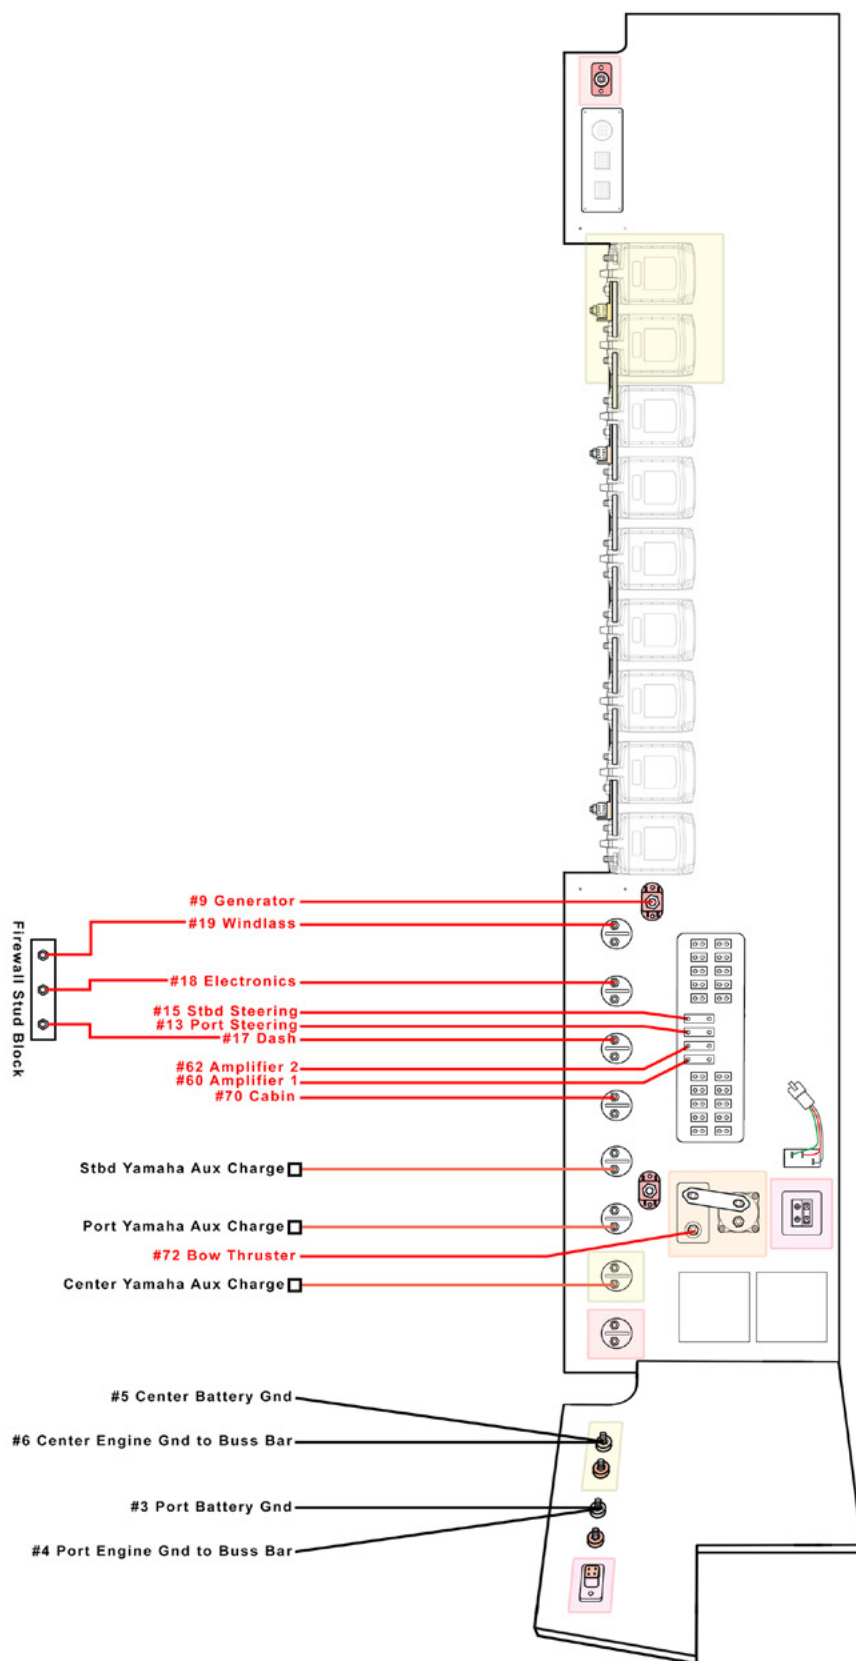 #9 Generator
#19 Windlass
Firewall Stud Block
#18 Electronics
#15 Stbd Steering
#13 Port Steering
#17 Dash
#62 Amplifier 2
#60 Amplifier 1
#70 Cabin
Stbd Yamaha Aux Charge
Port Yamaha Aux Charge
#72 Bow Thruster
Center Yamaha Aux Charge
#5 Center Battery Gnd
#6 Center Engine Gnd to Buss Bar
#3 Port Battery Gnd
#4 Port Engine Gnd to Buss Bar